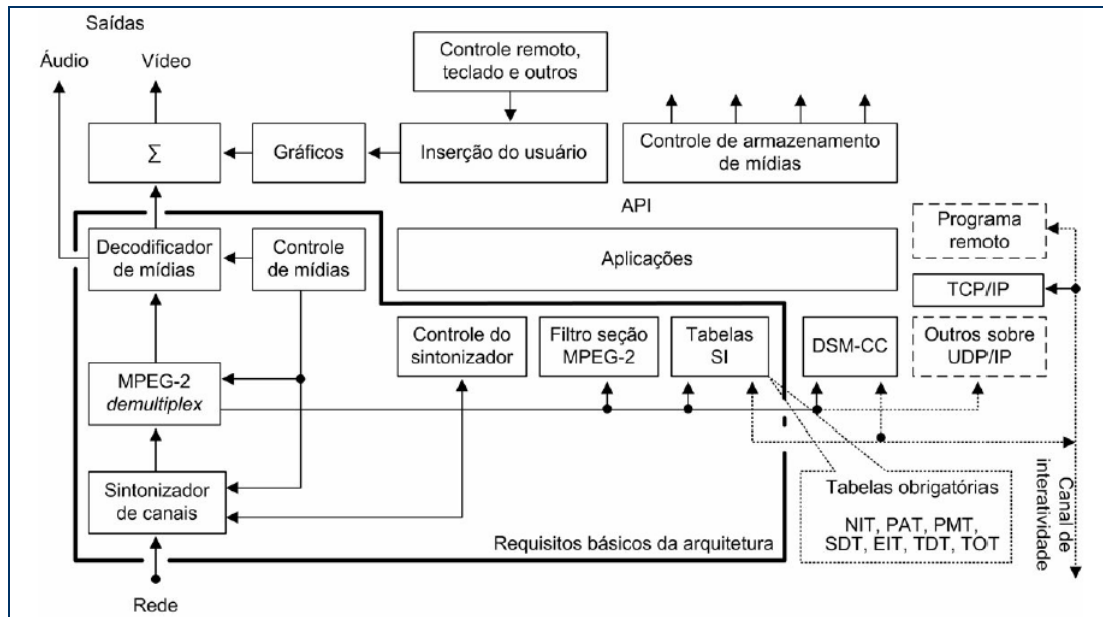 Saídas
Áudio
Vídeo
Controle remoto,
teclado e outros
Σ
Gráficos
Inserção do usuário
Controle de armazenamento
de mídias
API
Decodificador
de mídias
Controle
de mídias
Aplicações
Programa
remoto
TCP/IP
Controle do
sintonizador
Filtro seção
MPEG-2
Tabelas
SI
DSM-CC
Outros sobre
UDP/IP
MPEG-2
demultiplex
Sintonizador
de canais
Tabelas obrigatórias
NIT, PAT, PMT,
SDT, EIT, TDT, TOT
Canal de
interatividade
Requisitos básicos da arquitetura
Rede